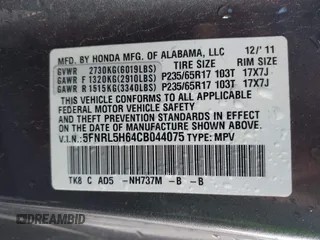 MFD. BY HONDA MFG. OF ALABAMA, LLC 12/'11
GVWR 2730KG(6019LBS) TIRE SIZE RIM SIZE
GAWR F 1320KG(2910LBS) P235/65R17 103T 17X7J
GAWR R 1515KG(3340LBS) P235/65R17 103T 17X7J
THIS VEHICLE CONFORMS TO ALL APPLICABLE
FEDERAL MOTOR VEHICLE SAFETY AND THEFT
PREVENTION STANDARDS IN EFFECT ON THE DATE
OF MANUFACTURE SHOWN ABOVE.
V.I.N.: 5FNRL5H64CB044075 TYPE: MPV
TK8 C AO5 -NH737M -B -B
DREAMBID